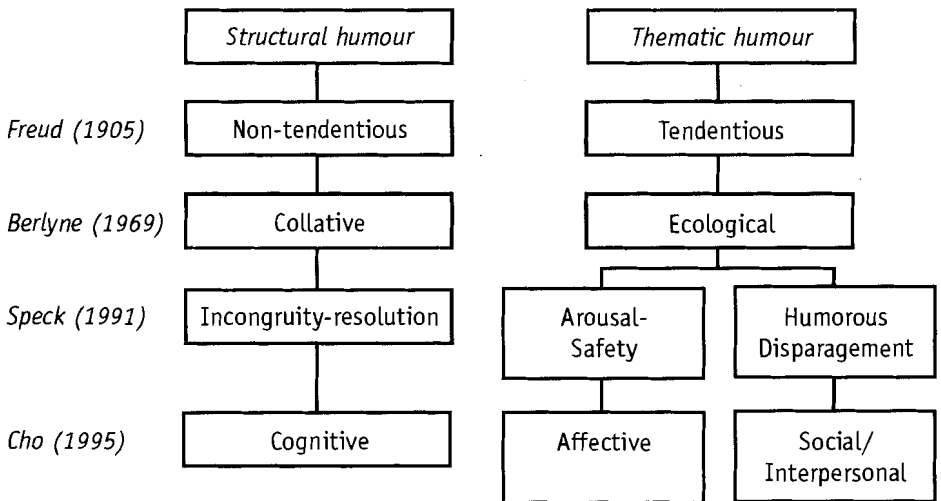 Structural humour
Thematic humour
Freud (1905)
Non-tendentious
Tendentious
Berlyne (1969)
Collative
Ecological
Speck (1991)
Incongruity-resolution
Arousal-
Safety
Humorous
Disparagement
Cho (1995)
Cognitive
Affective
Social/
Interpersonal